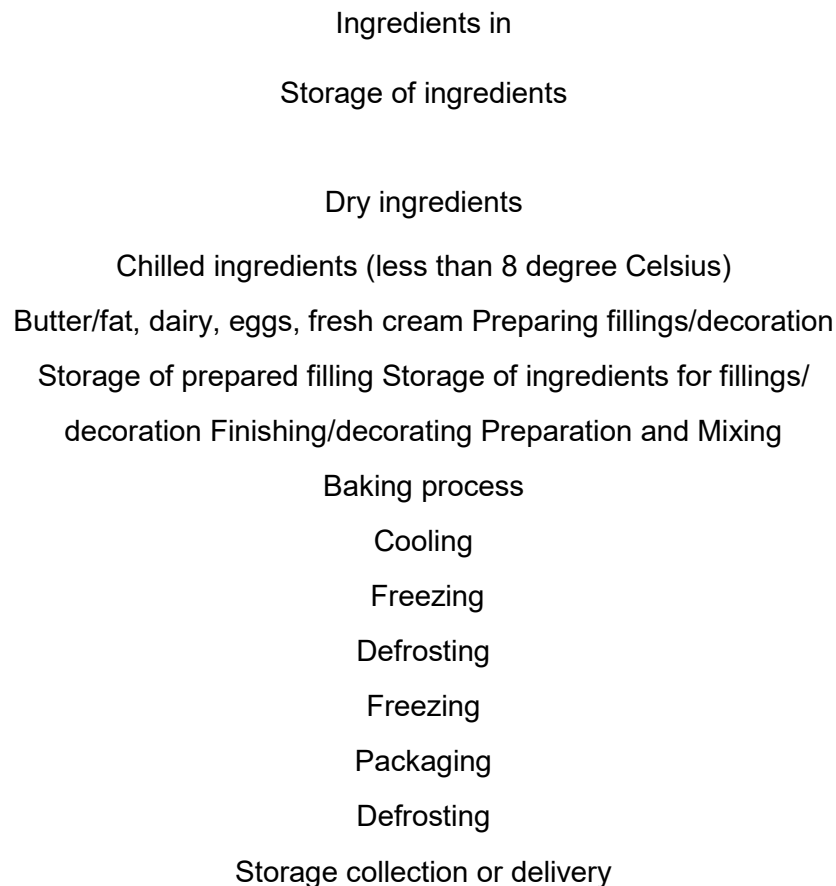 Ingredients in
Storage of ingredients
Dry ingredients
Chilled ingredients (less than 8 degree Celsius)
Butter/fat, dairy, eggs, fresh cream Preparing fillings/decoration
Storage of prepared filling Storage of ingredients for fillings/
decoration Finishing/decorating Preparation and Mixing
Baking process
Cooling
Freezing
Defrosting
Freezing
Packaging
Defrosting
Storage collection or delivery